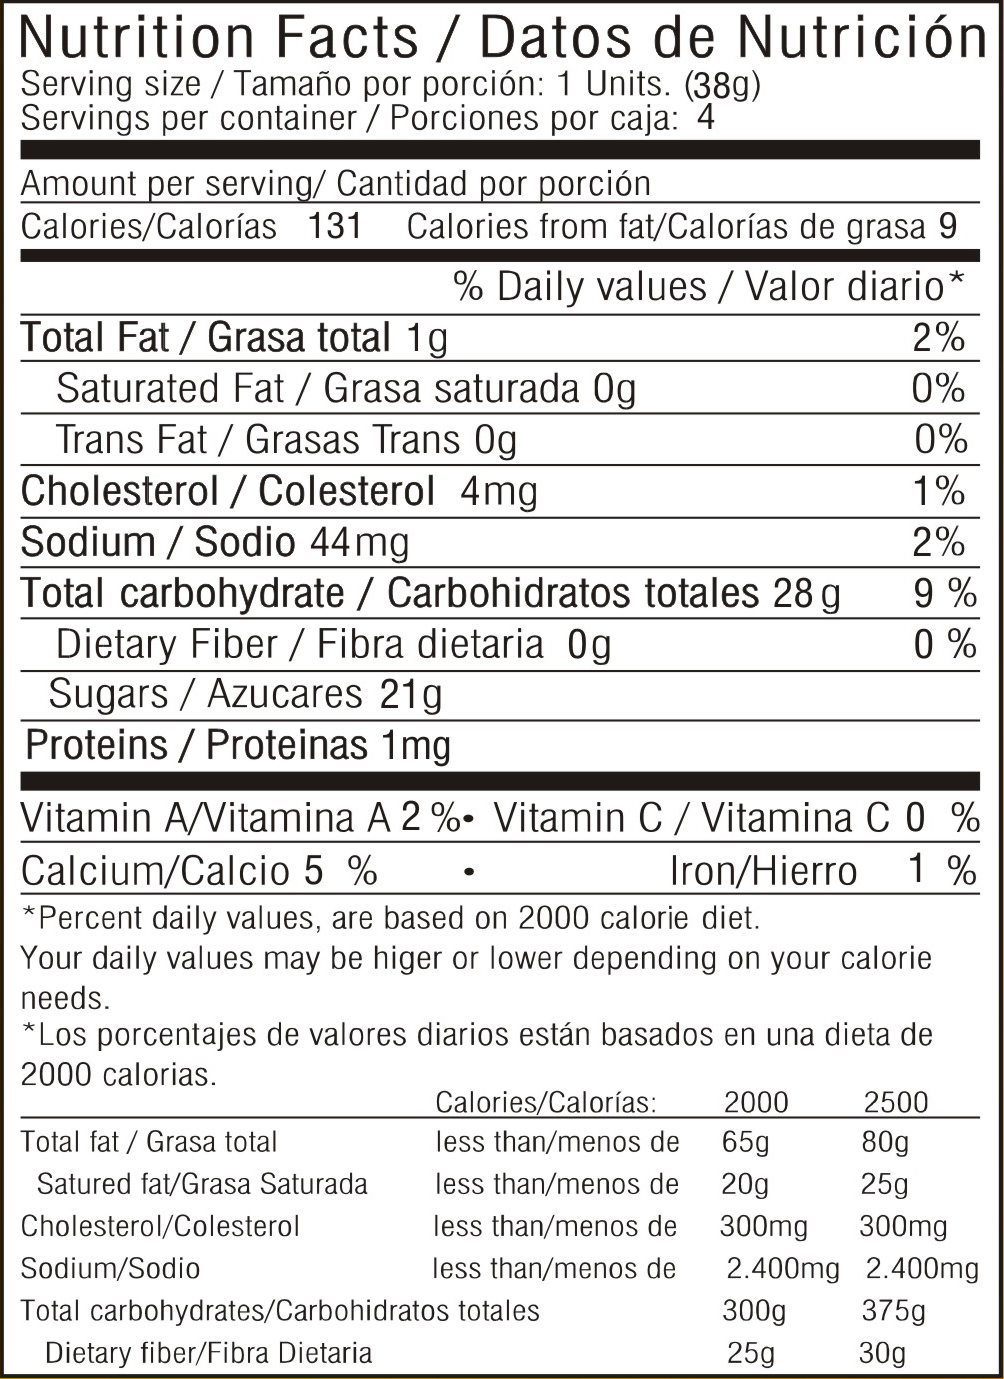 Nutrition Facts / Datos de Nutrición
Serving size / Tamaño por porción: 1 Units. (38g)
Servings per container / Porciones por caja: 4
Amount per serving/ Cantidad por porción
Calories/Calorías 131 Calories from fat/Calorías de grasa 9
% Daily values / Valor diario*
Total Fat / Grasa total 1g 2%
Saturated Fat / Grasa saturada 0g 0%
Trans Fat / Grasas Trans 0g 0%
Cholesterol / Colesterol 4mg 1%
Sodium / Sodio 44mg 2%
Total carbohydrate / Carbohidratos totales 28g 9 %
Dietary Fiber / Fibra dietaria 0g 0 %
Sugars / Azucares 21g
Proteins / Proteinas 1mg
Vitamin A/Vitamina A 2 %• Vitamin C / Vitamina C 0 %
Calcium/Calcio 5 % • Iron/Hierro 1 %
*Percent daily values, are based on 2000 calorie diet.
Your daily values may be higer or lower depending on your calorie
needs.
*Los porcentajes de valores diarios están basados en una dieta de
2000 calorias.
Calories/Calorías: 2000 2500
Total fat / Grasa total less than/menos de 65g 80g
Satured fat/Grasa Saturada less than/menos de 20g 25g
Cholesterol/Colesterol less than/menos de 300mg 300mg
Sodium/Sodio less than/menos de 2.400mg 2.400mg
Total carbohydrates/Carbohidratos totales 300g 375g
Dietary fiber/Fibra Dietaria 25g 30g